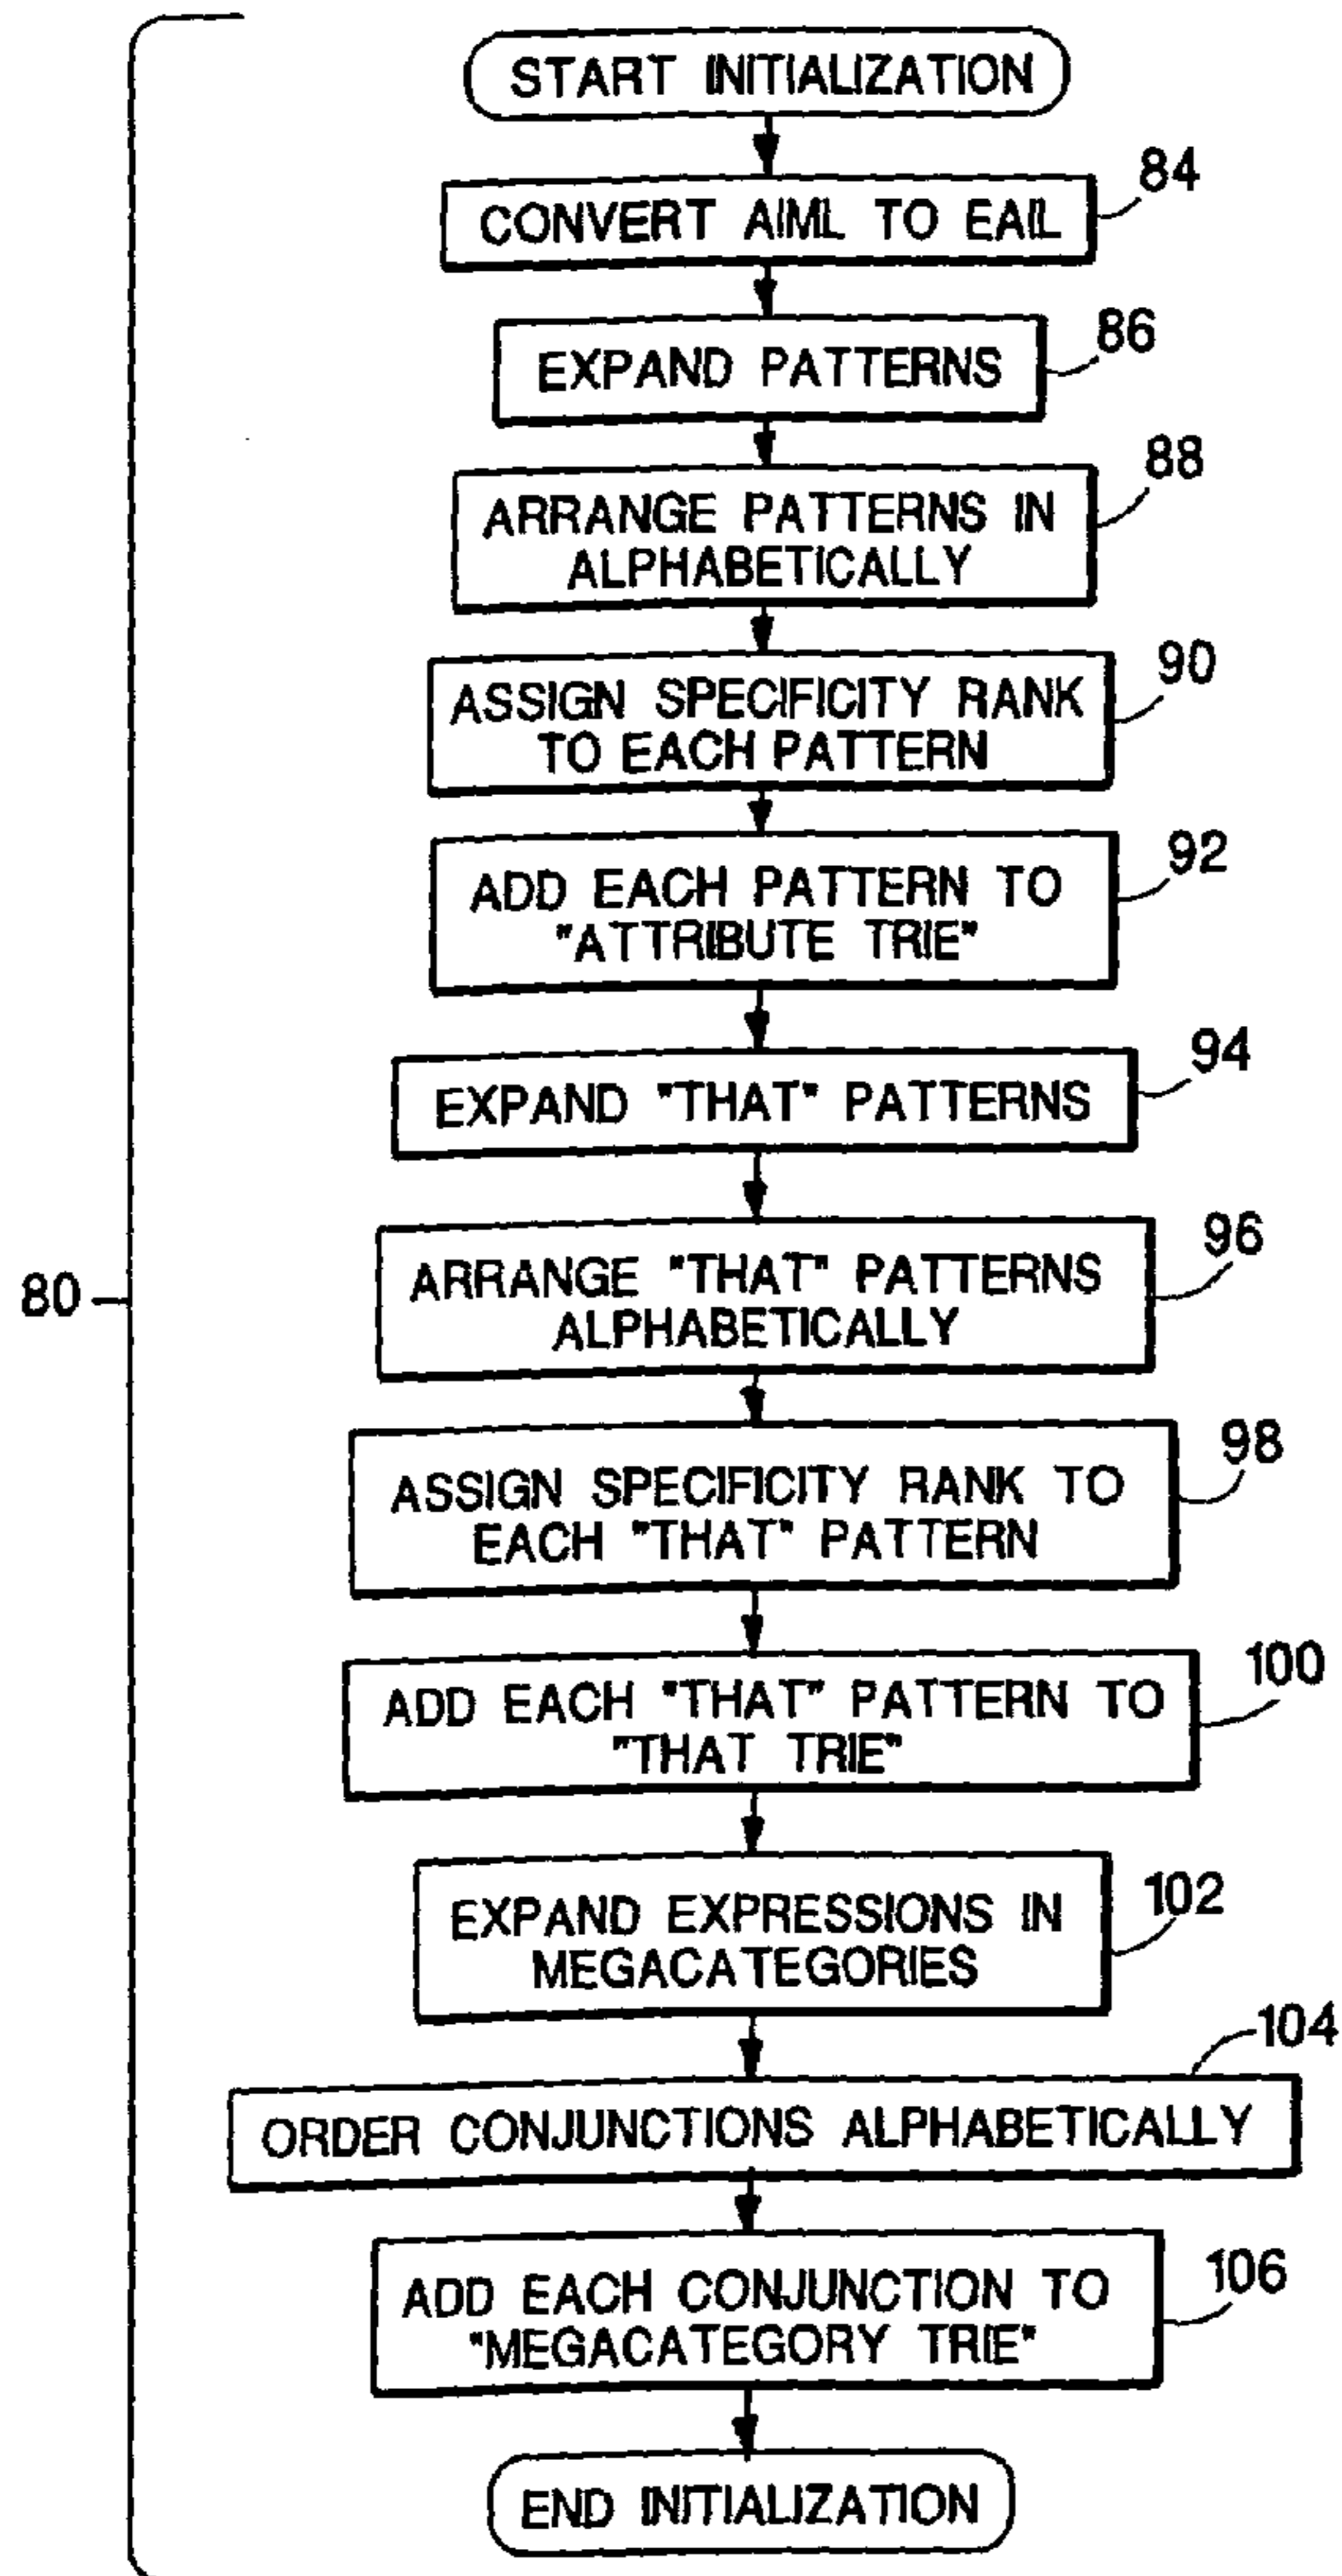 START INITIALIZATION
CONVERT AIML TO EAIL
84
EXPAND PATTERNS
86
ARRANGE PATTERNS IN
ALPHABETICALLY
88
ASSIGN SPECIFICITY RANK
TO EACH PATTERN
90
ADD EACH PATTERN TO
"ATTRIBUTE TRIE"
92
EXPAND "THAT" PATTERNS
94
ARRANGE "THAT" PATTERNS
ALPHABETICALLY
96
80
ASSIGN SPECIFICITY RANK TO
EACH "THAT" PATTERN
98
ADD EACH "THAT" PATTERN TO
"THAT TRIE"
100
EXPAND EXPRESSIONS IN
MEGACATEGORIES
102
ORDER CONJUNCTIONS ALPHABETICALLY
104
ADD EACH CONJUNCTION TO
"MEGACATEGORY TRIE"
106
END INITIALIZATION